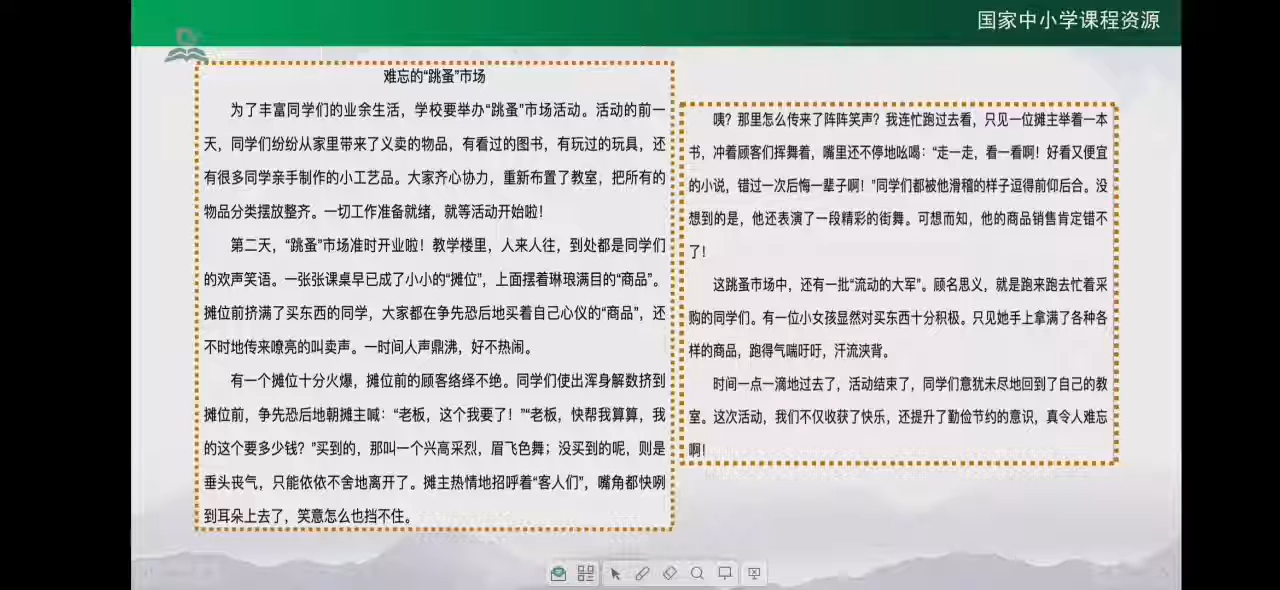 国家中小学课程资源
难忘的“跳蚤”市场
为了丰富同学们的业余生活，学校要举办“跳蚤”市场活动。活动的前一
天，同学们纷纷从家里带来了义卖的物品，有看过的图书，有玩过的玩具，还
有很多同学亲手制作的小工艺品。大家齐心协力，重新布置了教室，把所有的
物品分类摆放整齐。一切工作准备就绪，就等活动开始啦！
第二天，“跳蚤”市场准时开业啦！教学楼里，人来人往，到处都是同学们
的欢声笑语。一张张课桌早已成了小小的“摊位”，上面摆着琳琅满目的“商品”。
摊位前挤满了买东西的同学，大家都在争先恐后地买着自己心仪的“商品”，还
不时地传来嘹亮的叫卖声。一时间人声鼎沸，好不热闹。
有一个摊位十分火爆，摊位前的顾客络绎不绝。同学们使出浑身解数挤到
摊位前，争先恐后地朝摊主喊：“老板，这个我要了！”“老板，快帮我算算，我
的这个要多少钱？”买到的，那叫一个兴高采烈，眉飞色舞；没买到的呢，则是
垂头丧气，只能依依不舍地离开了。摊主热情地招呼着“客人们”，嘴角都快咧
到耳朵上去了，笑意怎么也挡不住。
咦？那里怎么传来了阵阵笑声？我连忙跑过去看，只见一位摊主举着一本
书，冲着顾客们挥舞着，嘴里还不停地吆喝：“走一走，看一看啊！好看又便宜
的小说，错过一次后悔一辈子啊！”同学们都被他滑稽的样子逗得前仰后合。没
想到的是，他还表演了一段精彩的街舞。可想而知，他的商品销售肯定错不
了！
这跳蚤市场中，还有一批“流动的大军”。顾名思义，就是跑来跑去忙着采
购的同学们。有一位小女孩显然对买东西十分积极。只见她手上拿满了各种各
样的商品，跑得气喘吁吁，汗流浃背。
时间一点一滴地过去了，活动结束了，同学们意犹未尽地回到了自己的教
室。这次活动，我们不仅收获了快乐，还提升了勤俭节约的意识，真令人难忘
啊！